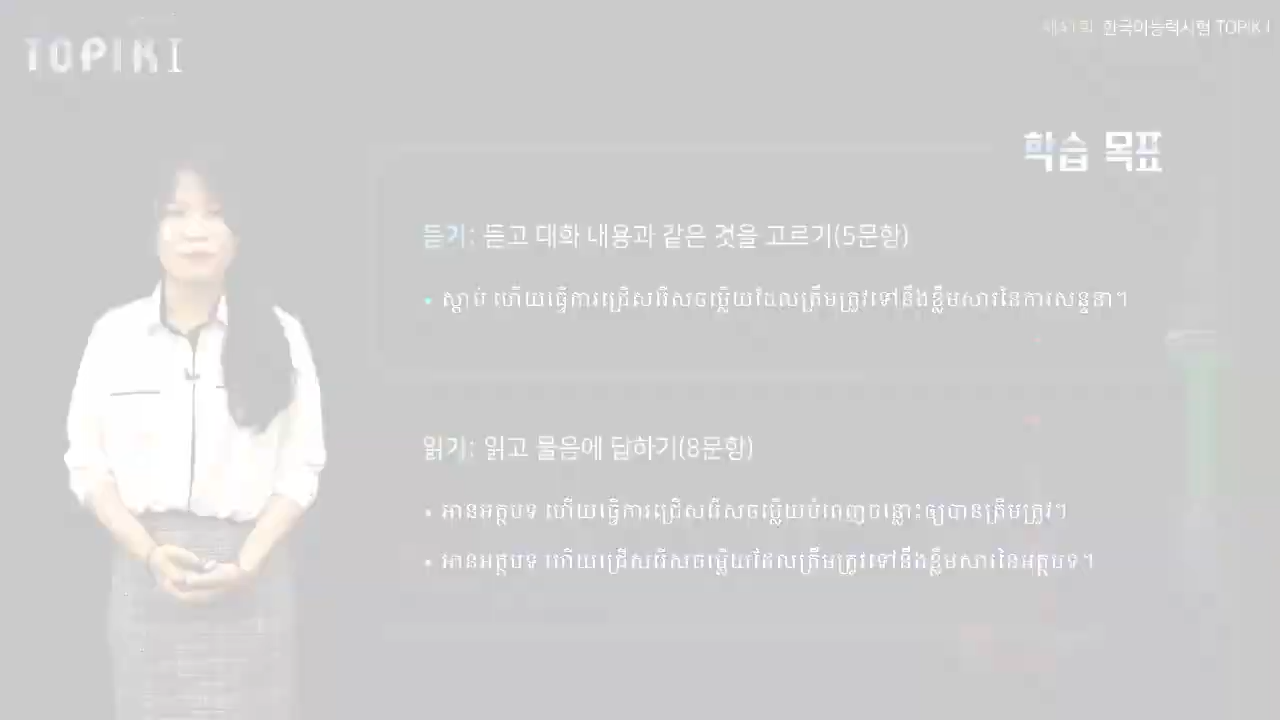 TOPIK I
제41회 한국어능력시험 TOPIK I
학습 목표
듣기: 듣고 대화 내용과 같은 것을 고르기(5문항)
• ស្តាប់ ហើយធ្វើការជ្រើសរើសចម្លើយដែលត្រឹមត្រូវទៅនឹងខ្លឹមសារនៃការសន្ទនា។
읽기: 읽고 물음에 답하기(8문항)
• អានអត្ថបទ ហើយធ្វើការជ្រើសរើសចម្លើយបំពេញចន្លោះឲ្យបានត្រឹមត្រូវ។
• អានអត្ថបទ ហើយជ្រើសរើសចម្លើយដែលត្រឹមត្រូវទៅនឹងខ្លឹមសារនៃអត្ថបទ។